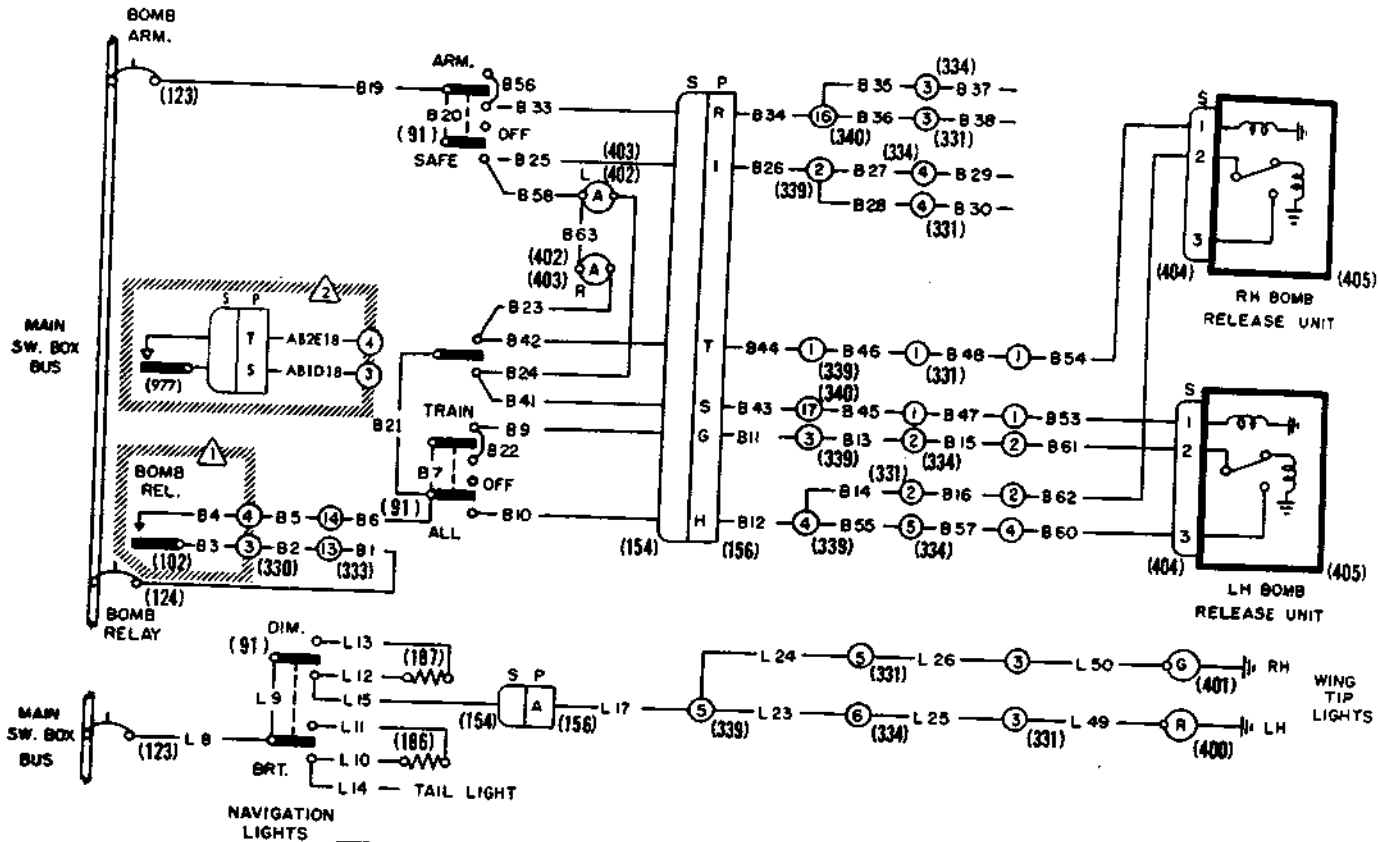 BOMB
ARM.
(123)
B19
ARM.
B56
B20
B33
(91)
OFF
SAFE
B25
(403)
(402)
L
B58
A
B63
(402)
(403)
A
R
B23
B42
B24
B41
S P
R
I
T
S
G
H
(154)
(156)
B34
16
(340)
B35
3
(334)
B37
B36
3
(331)
B38
B26
2
(339)
B27
(334)
4
B29
B28
4
(331)
B30
B44
1
(339)
B46
1
(331)
B48
1
B54
(340)
B43
17
B45
1
B47
1
B53
B11
3
(339)
B13
2
(334)
B15
2
B61
(331)
B14
2
B16
2
B62
B12
4
(339)
B55
5
(334)
B57
4
B60
S
1
2
3
(404)
(405)
RH BOMB
RELEASE UNIT
S
1
2
3
(404)
(405)
LH BOMB
RELEASE UNIT
MAIN
SW. BOX
BUS
2
S P
T
S
AB2E18
4
AB1D18
3
(977)
B21
TRAIN
B9
B7
B22
OFF
(91)
ALL
B10
1
BOMB
REL.
B4
4
B5
14
B6
B3
3
B2
13
B1
(102)
(330)
(333)
(124)
BOMB
RELAY
DIM.
(91)
L13
(187)
L12
L9
L15
L11
(186)
L10
L14
TAIL LIGHT
BRT.
MAIN
SW. BOX
BUS
(123)
L8
NAVIGATION
LIGHTS
S P
A
(154)
(156)
L17
5
(339)
L24
5
(331)
L26
3
L50
G
(401)
RH
L23
6
(334)
L25
3
(331)
L49
R
(400)
LH
WING
TIP
LIGHTS